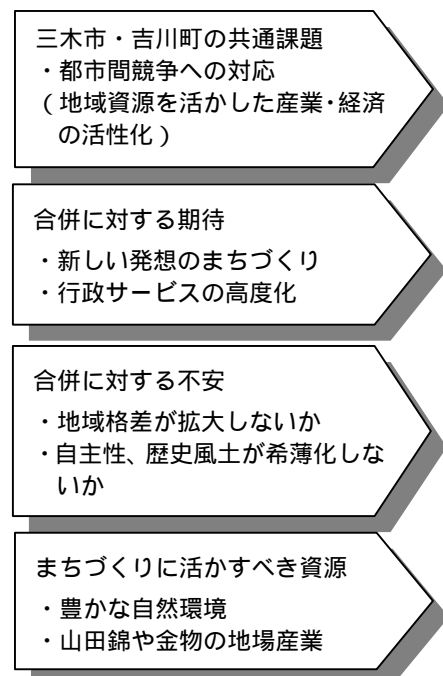 三木市・吉川町の共通課題
・都市間競争への対応
(地域資源を活かした産業・経済
の活性化)
合併に対する期待
・新しい発想のまちづくり
・行政サービスの高度化
合併に対する不安
・地域格差が拡大しないか
・自主性、歴史風土が希薄化しな
いか
まちづくりに活かすべき資源
・豊かな自然環境
・山田錦や金物の地場産業